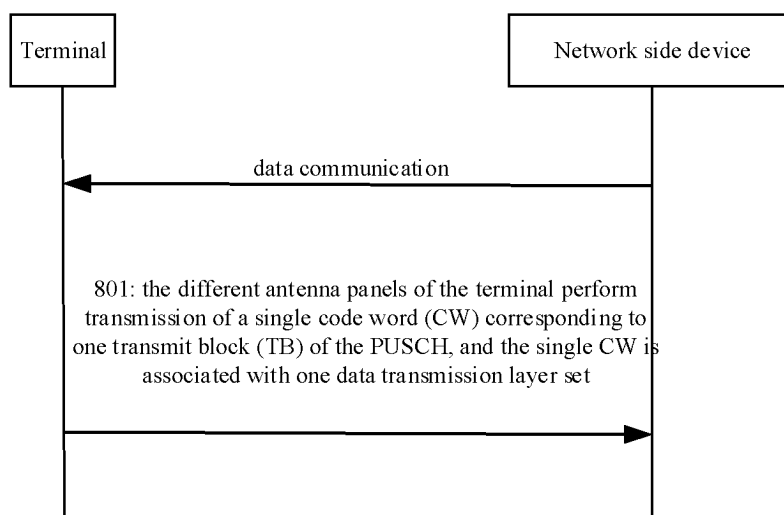 Terminal
Network side device
data communication
801: the different antenna panels of the terminal perform
transmission of a single code word (CW) corresponding to
one transmit block (TB) of the PUSCH, and the single CW is
associated with one data transmission layer set